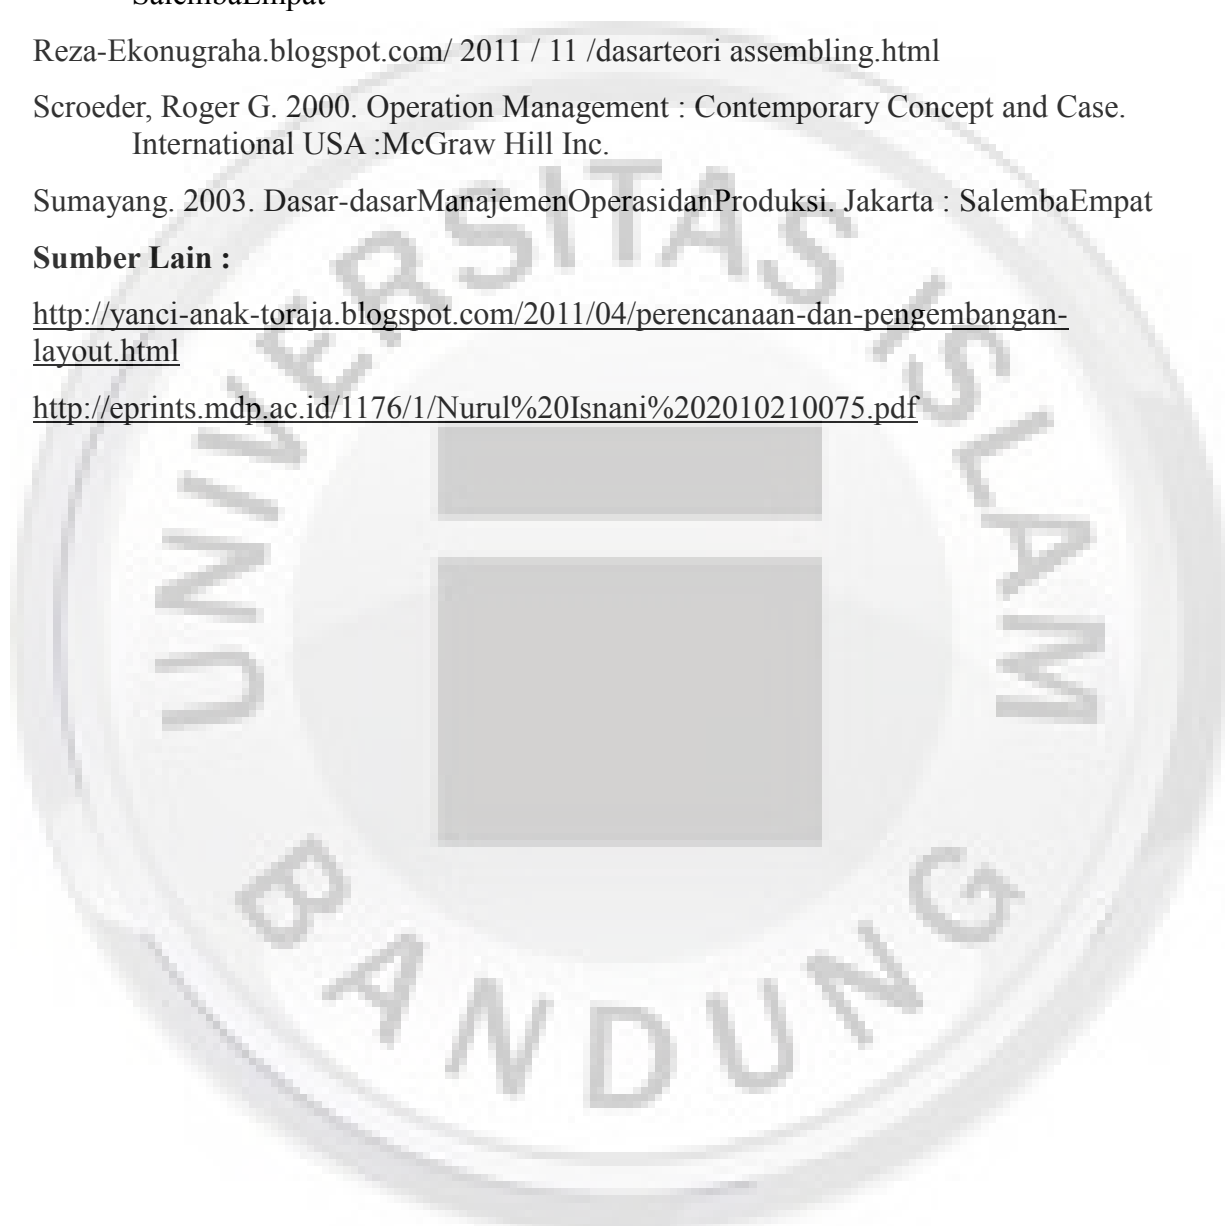 SalembaEmpat
Reza-Ekonugraha.blogspot.com/ 2011 / 11 /dasarteori assembling.html
Scroeder, Roger G. 2000. Operation Management : Contemporary Concept and Case.
International USA :McGraw Hill Inc.
Sumayang. 2003. Dasar-dasarManajemenOperasidanProduksi. Jakarta : SalembaEmpat
Sumber Lain :
http://yanci-anak-toraja.blogspot.com/2011/04/perencanaan-dan-pengembangan-
layout.html
http://eprints.mdp.ac.id/1176/1/Nurul%20Isnani%202010210075.pdf
UNIVERSITAS ISLAM
BANDUNG